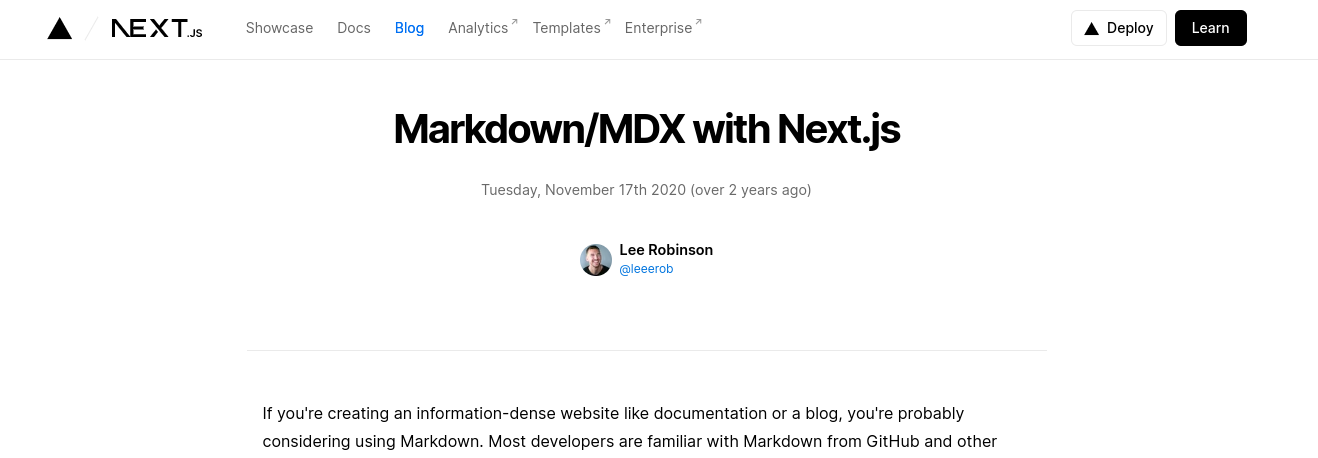 NEXT.JS Showcase Docs Blog Analytics Templates Enterprise Deploy Learn
Markdown/MDX with Next.js
Tuesday, November 17th 2020 (over 2 years ago)
Lee Robinson
@leeerob
If you're creating an information-dense website like documentation or a blog, you're probably
considering using Markdown. Most developers are familiar with Markdown from GitHub and other